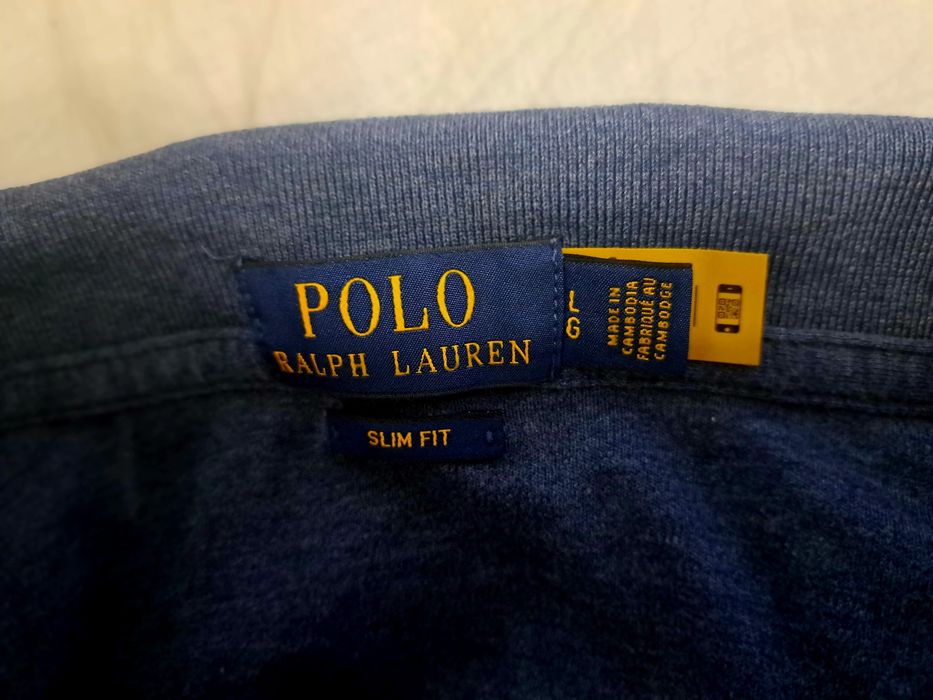 POLO
RALPH LAUREN
SLIM FIT
L
G
MADE IN
CAMBODIA
FABRIQUÉ AU
CAMBODGE